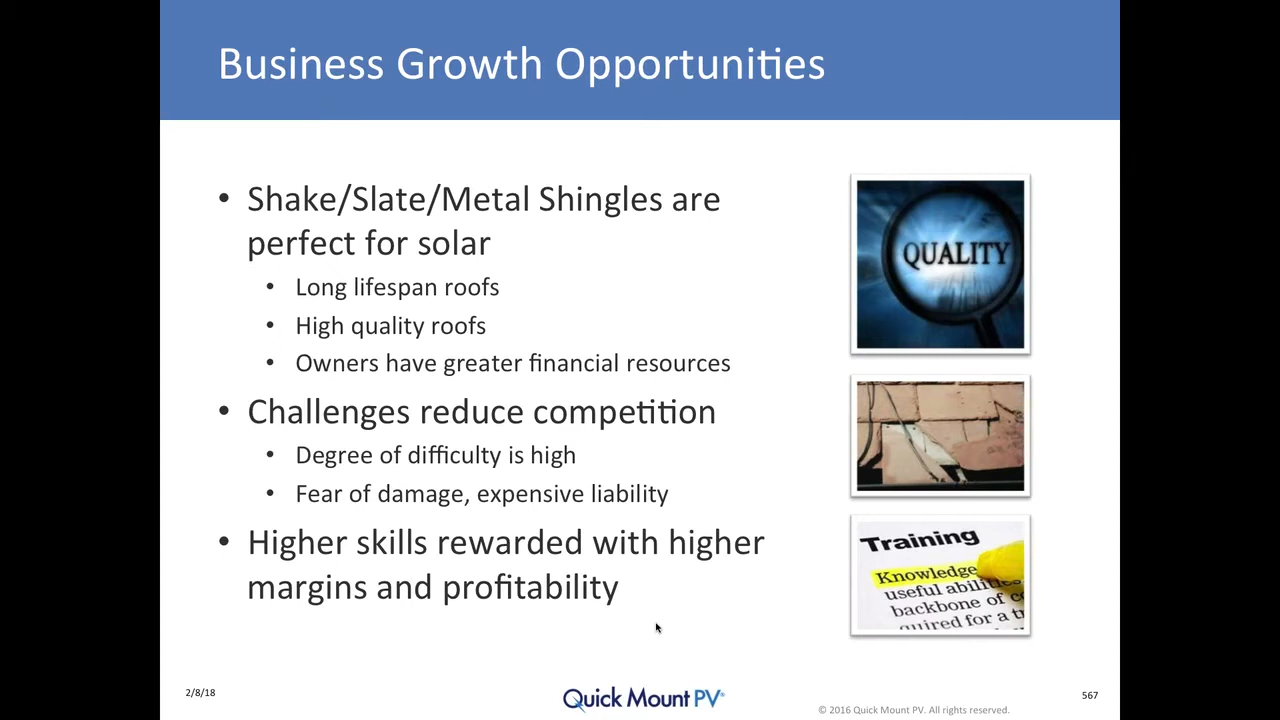 Business Growth Opportunities
• Shake/Slate/Metal Shingles are
perfect for solar
• Long lifespan roofs
• High quality roofs
• Owners have greater financial resources
• Challenges reduce competition
• Degree of difficulty is high
• Fear of damage, expensive liability
• Higher skills rewarded with higher
margins and profitability
QUALITY
Training
Knowledge
useful
backbone of
for a
2/8/18
Quick Mount PV®
567
© 2016 Quick Mount PV. All rights reserved.